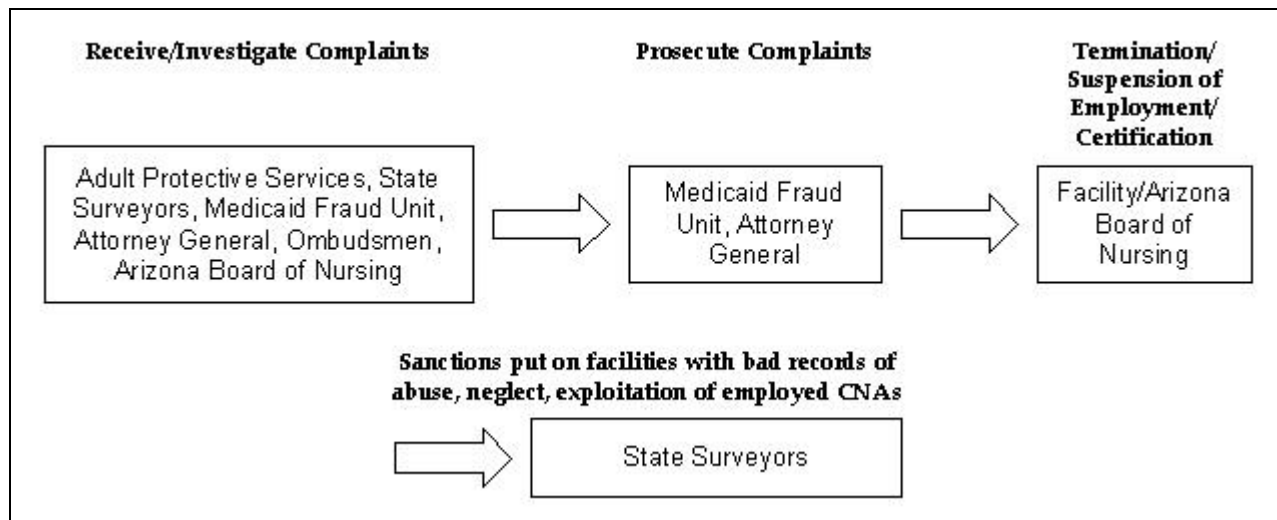 Receive/Investigate Complaints
Adult Protective Services, State
Surveyors, Medicaid Fraud Unit,
Attorney General, Ombudsmen,
Arizona Board of Nursing
Prosecute Complaints
Medicaid Fraud
Unit, Attorney
General
Termination/
Suspension of
Employment/
Certification
Facility/Arizona
Board of
Nursing
Sanctions put on facilities with bad records of
abuse, neglect, exploitation of employed CNAs
State Surveyors